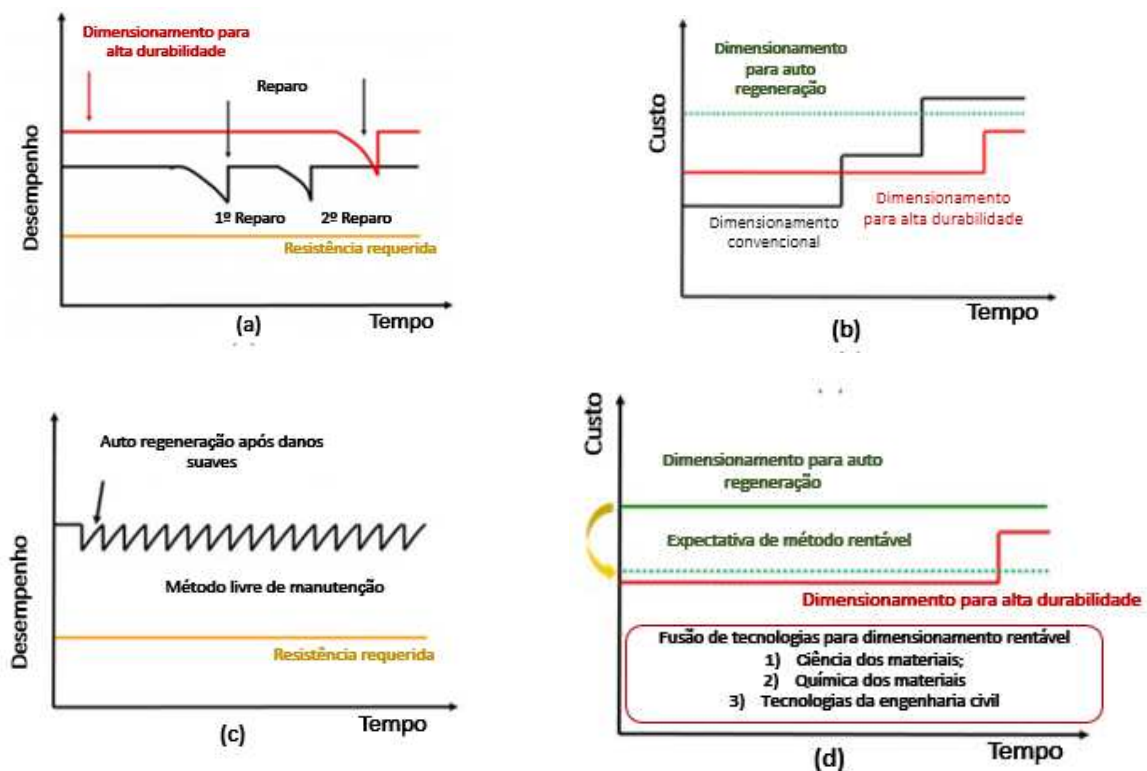 Dimensionamento para
alta durabilidade
Reparo
Desempenho
1º Reparo
2º Reparo
Resistência requerida
Tempo
(a)
Dimensionamento
para auto
regeneração
Custo
Dimensionamento
convencional
Dimensionamento
para alta durabilidade
Tempo
(b)
Auto regeneração após danos
suaves
Desempenho
Método livre de manutenção
Resistência requerida
Tempo
(c)
Custo
Dimensionamento para auto
regeneração
Expectativa de método rentável
Dimensionamento para alta durabilidade
Fusão de tecnologias para dimensionamento rentável
1) Ciência dos materiais;
2) Química dos materiais
3) Tecnologias da engenharia civil
Tempo
(d)